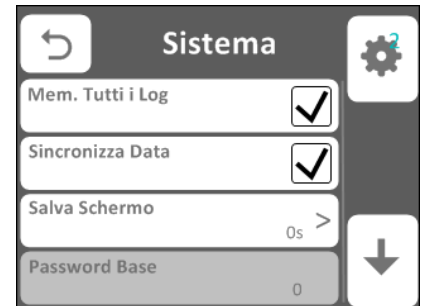 Sistema
2
Mem. Tutti i Log
Sincronizza Data
Salva Schermo
0s >
Password Base
0